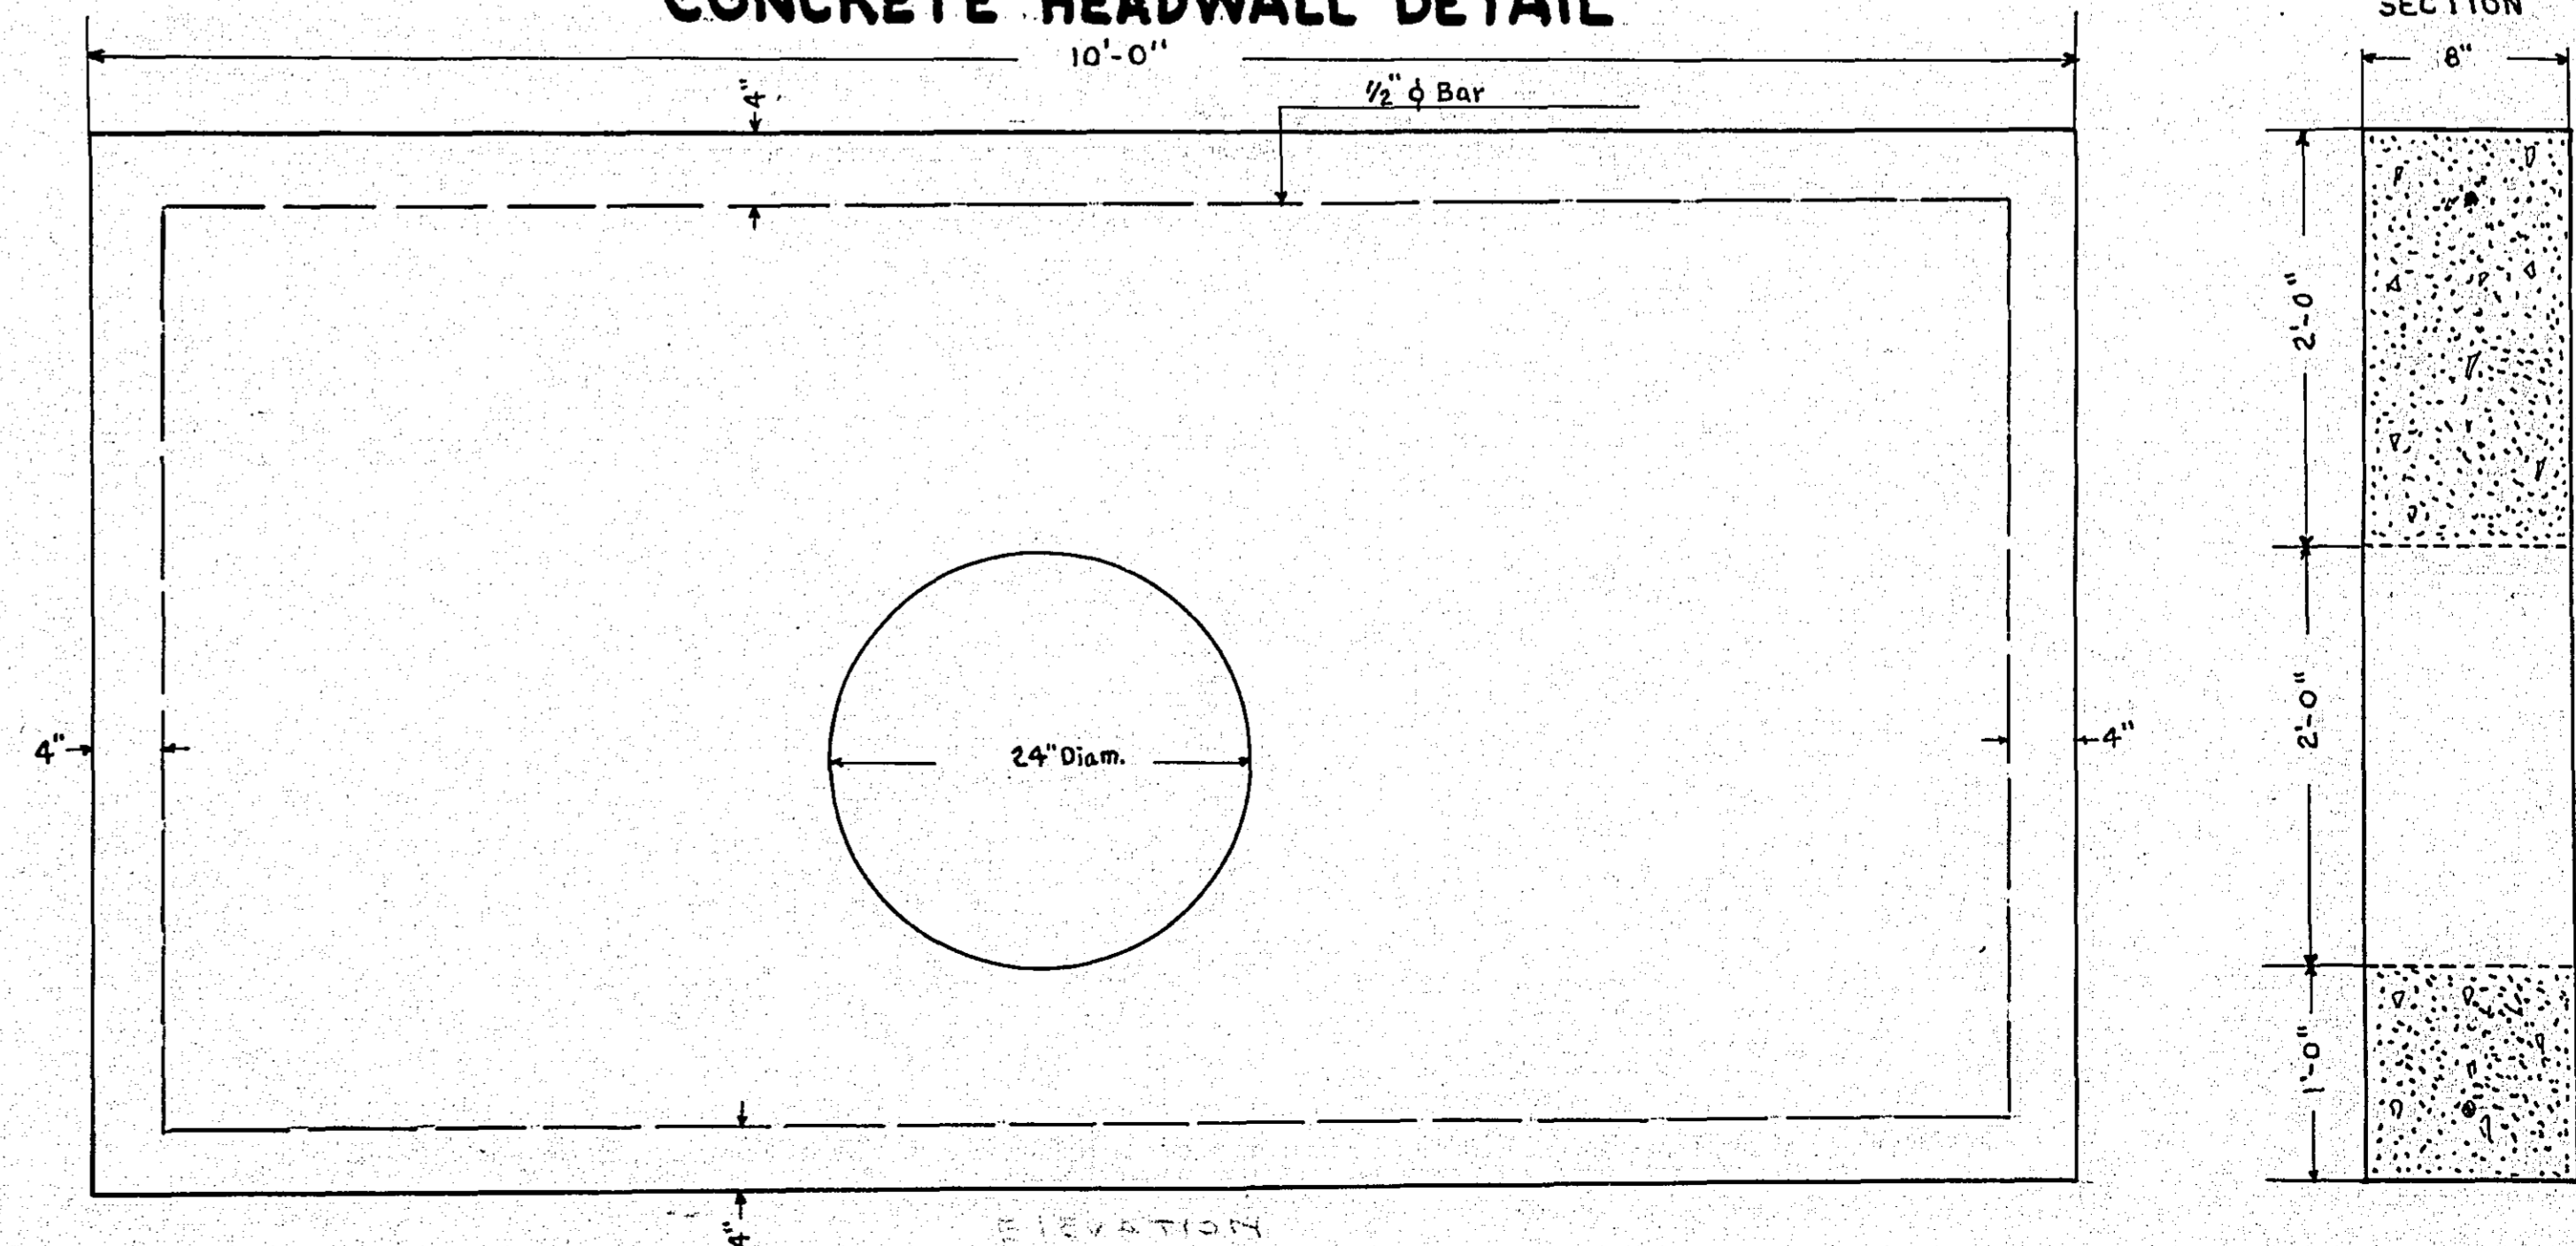 CONCRETE HEADWALL DETAIL
SECTION
10'-0"
8"
4"
1/2" ϕ Bar
2'-0"
4"
24" Diam.
4"
2'-0"
1'-0"
4"
ELEVATION